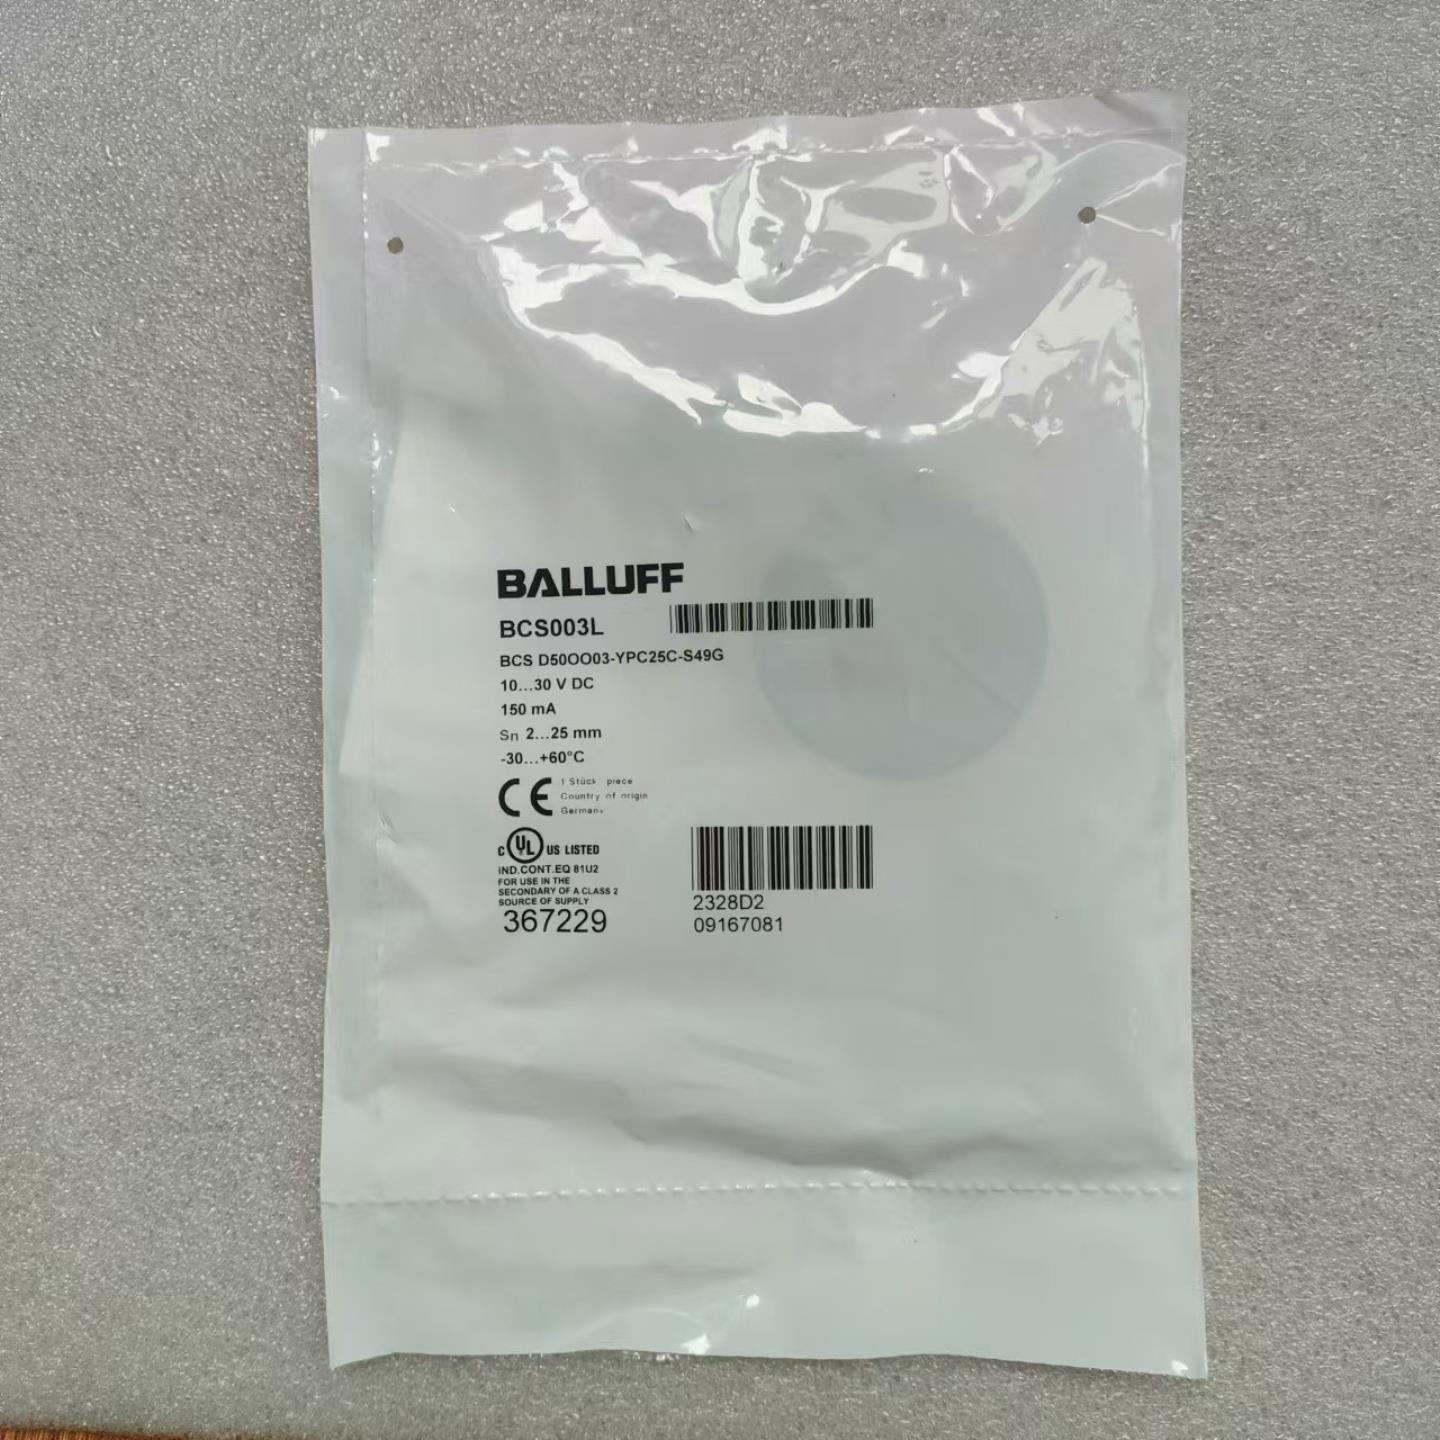 BALLUFF
BCS003L
BCS D50OO03-YPC25C-S49G
10...30 V DC
150 mA
Sn 2...25 mm
-30...+60°C
CE
1 Stück/ piece
Country of origin
Germany
C UL US LISTED
IND.CONT.EQ 81U2
FOR USE IN THE
SECONDARY OF A CLASS 2
SOURCE OF SUPPLY
367229
2328D2
09167081